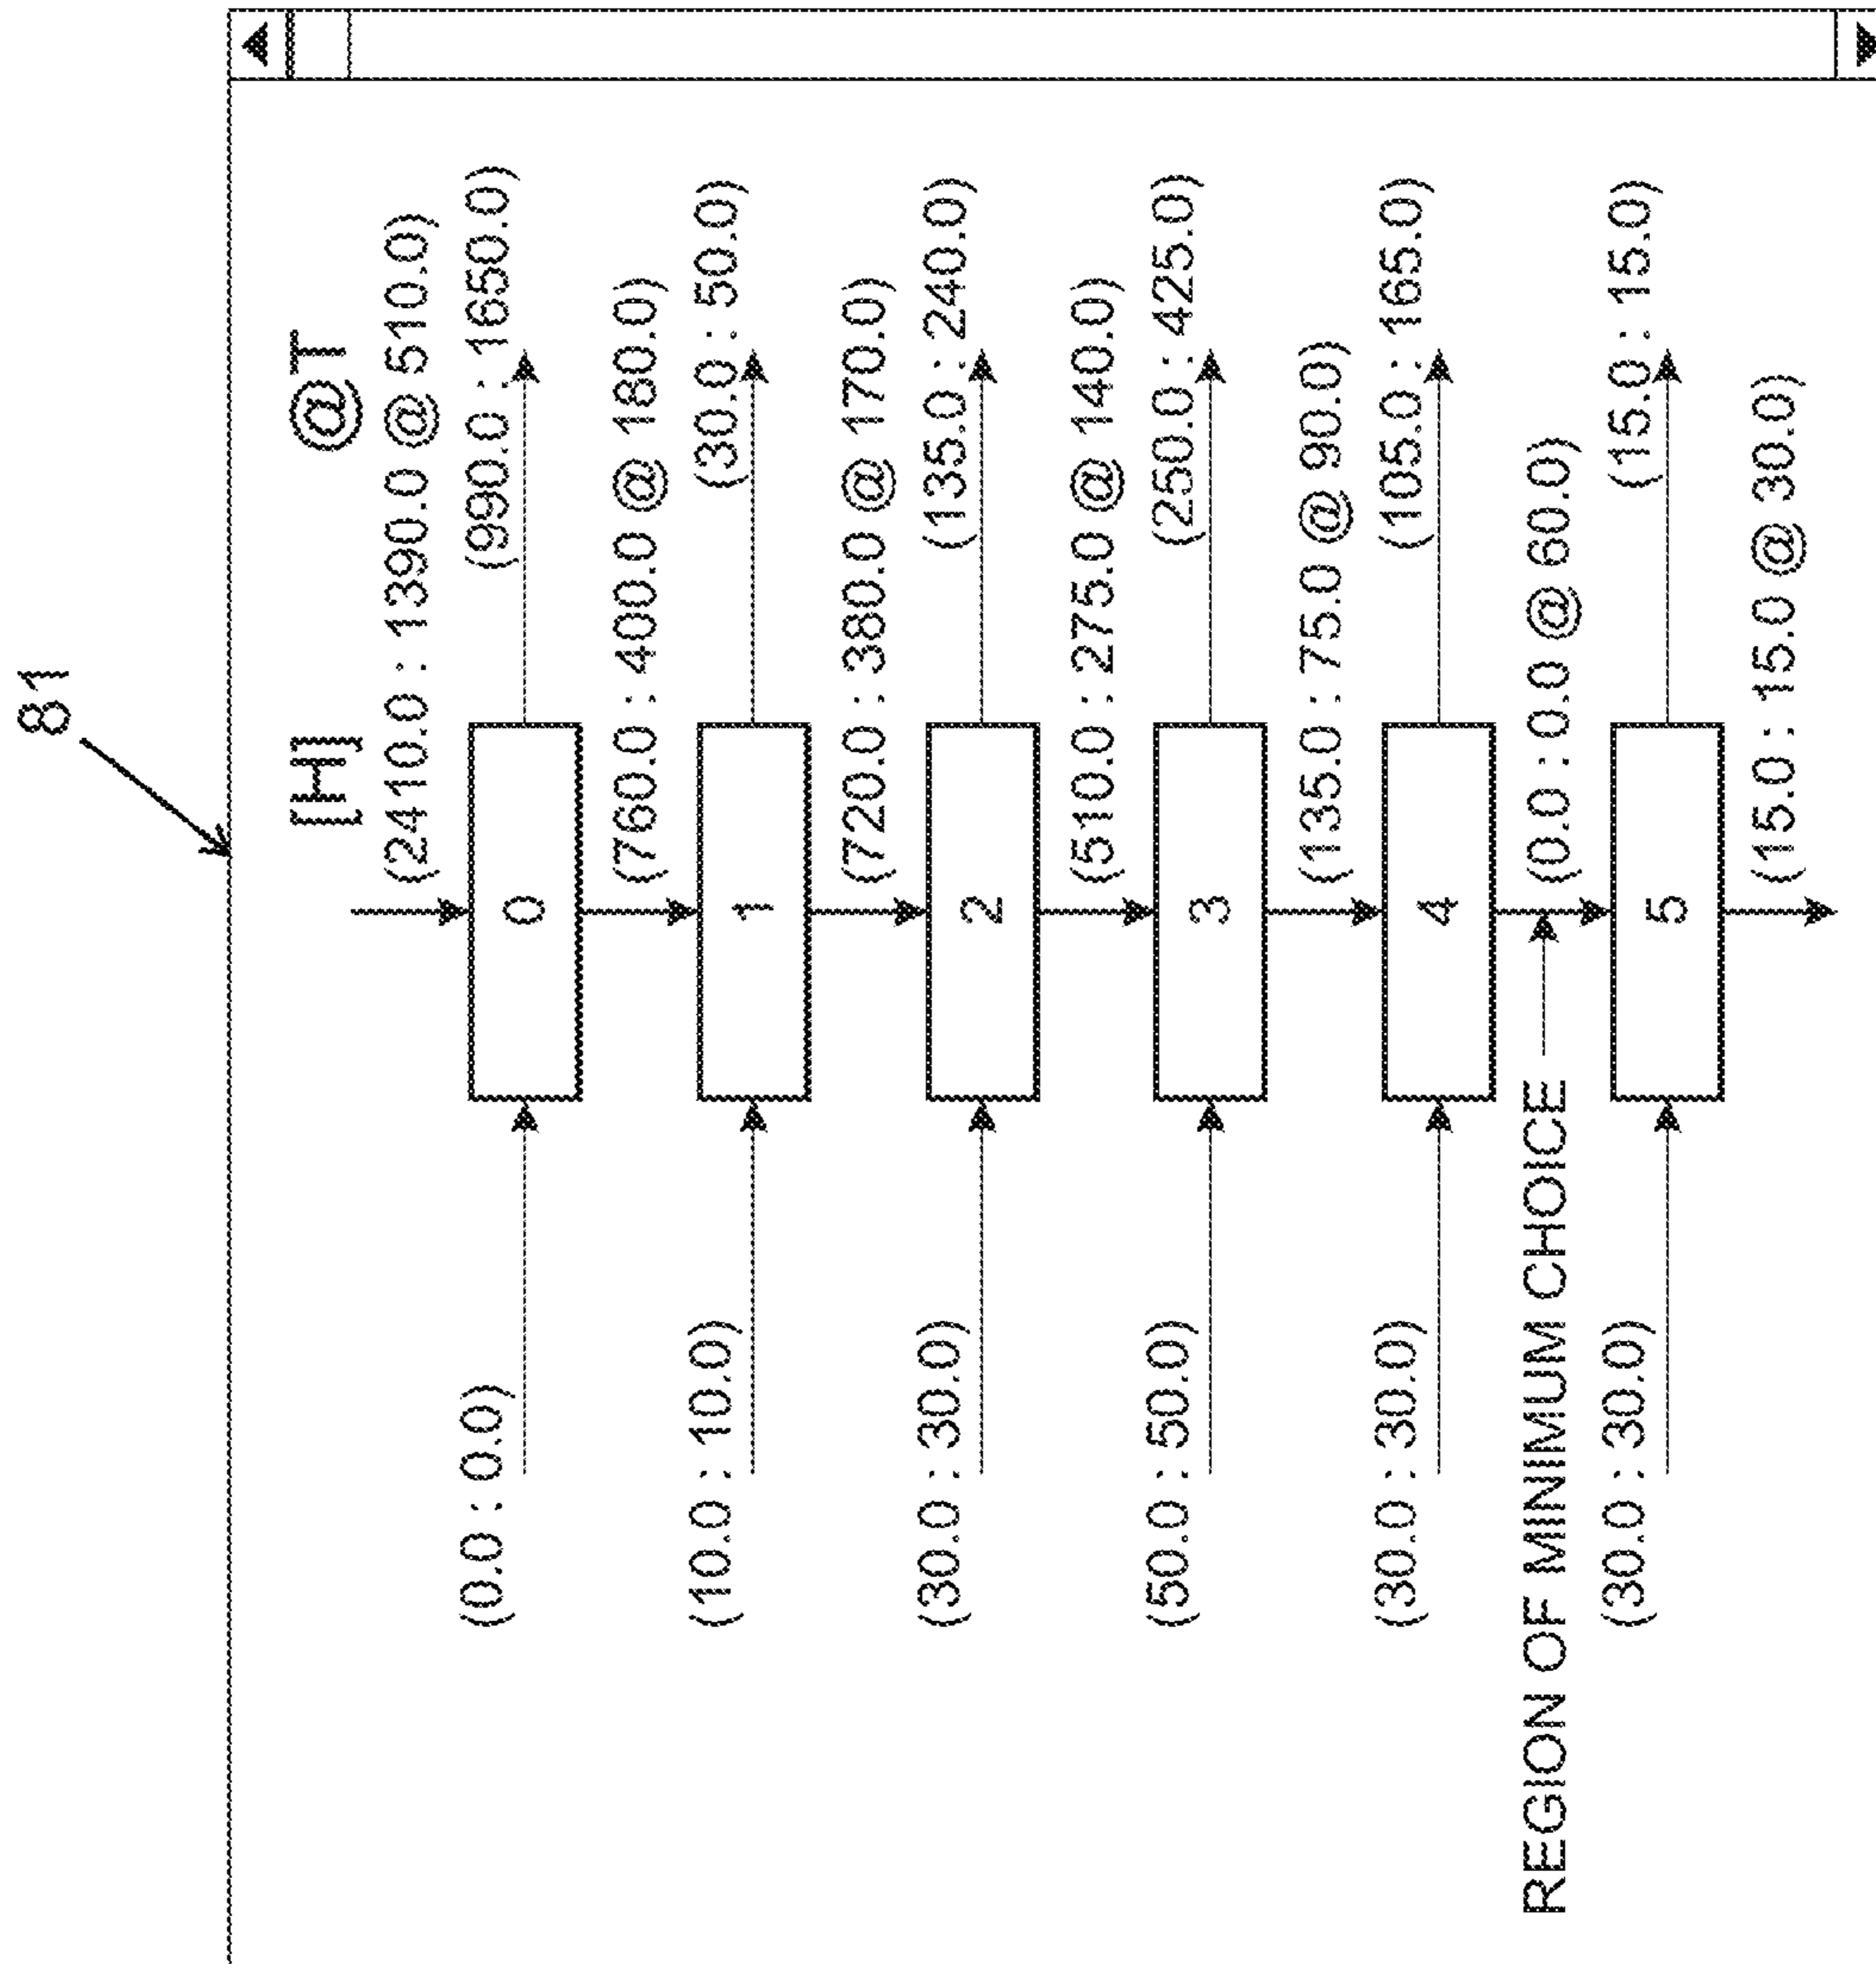 81
[H] @T
(2410.0 : 1390.0 @ 510.0)
(0.0 : 0.0) (990.0 : 1650.0)
0
(760.0 : 400.0 @ 180.0)
(10.0 : 10.0) (30.0 : 50.0)
1
(720.0 : 380.0 @ 170.0)
(30.0 : 30.0) (135.0 : 240.0)
2
(510.0 : 275.0 @ 140.0)
(50.0 : 50.0) (250.0 : 425.0)
3
(135.0 : 75.0 @ 90.0)
(30.0 : 30.0) (105.0 : 165.0)
4
REGION OF MINIMUM CHOICE (0.0 : 0.0 @ 60.0)
(30.0 : 30.0) (15.0 : 15.0)
5
(15.0 : 15.0 @ 30.0)